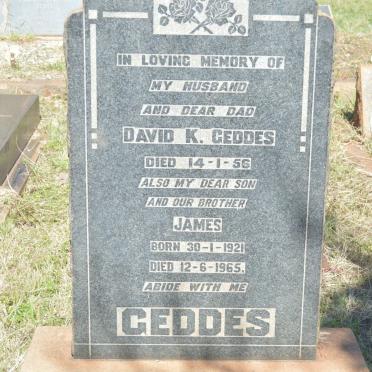 IN LOVING MEMORY OF
MY HUSBAND
AND DEAR DAD
DAVID K. GEDDES
DIED 14-1-56
ALSO MY DEAR SON
AND OUR BROTHER
JAMES
BORN 30-1-1921
DIED 12-6-1965.
ABIDE WITH ME
GEDDES